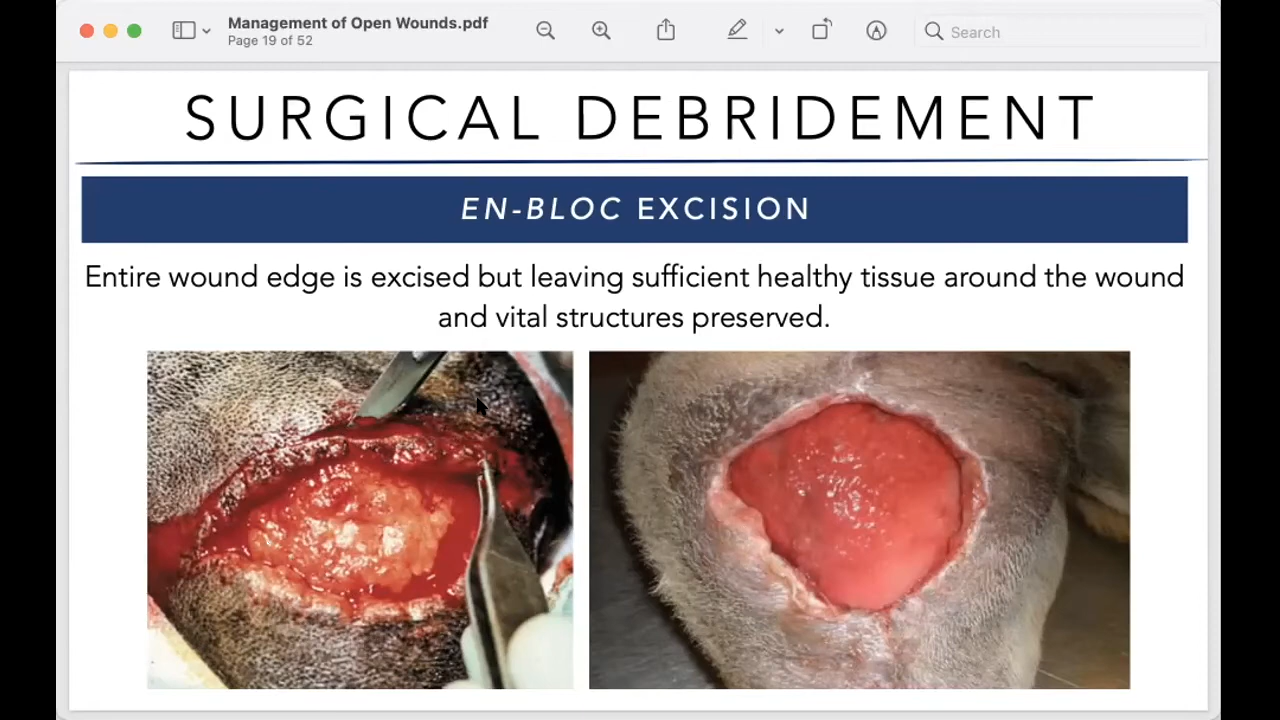 Management of Open Wounds.pdf
Page 19 of 52
Search
SURGICAL DEBRIDEMENT
EN-BLOC EXCISION
Entire wound edge is excised but leaving sufficient healthy tissue around the wound
and vital structures preserved.